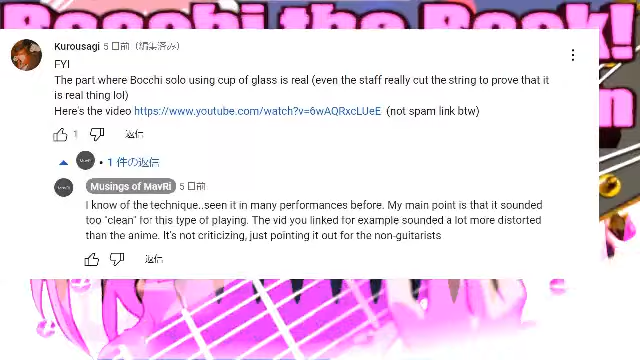 Bocchi the Rock!
Kurousagi 5 日前（編集済み）
FYI
The part where Bocchi solo using cup of glass is real (even the staff really cut the string to prove that it
is real thing lol)
Here's the video https://www.youtube.com/watch?v=6wAQRxcLUeE (not spam link btw)
1 返信
• 1 件の返信
Musings of MavRi 5 日前
I know of the technique..seen it in many performances before. My main point is that it sounded
too "clean" for this type of playing. The vid you linked for example sounded a lot more distorted
than the anime. It's not criticizing, just pointing it out for the non-guitarists
返信